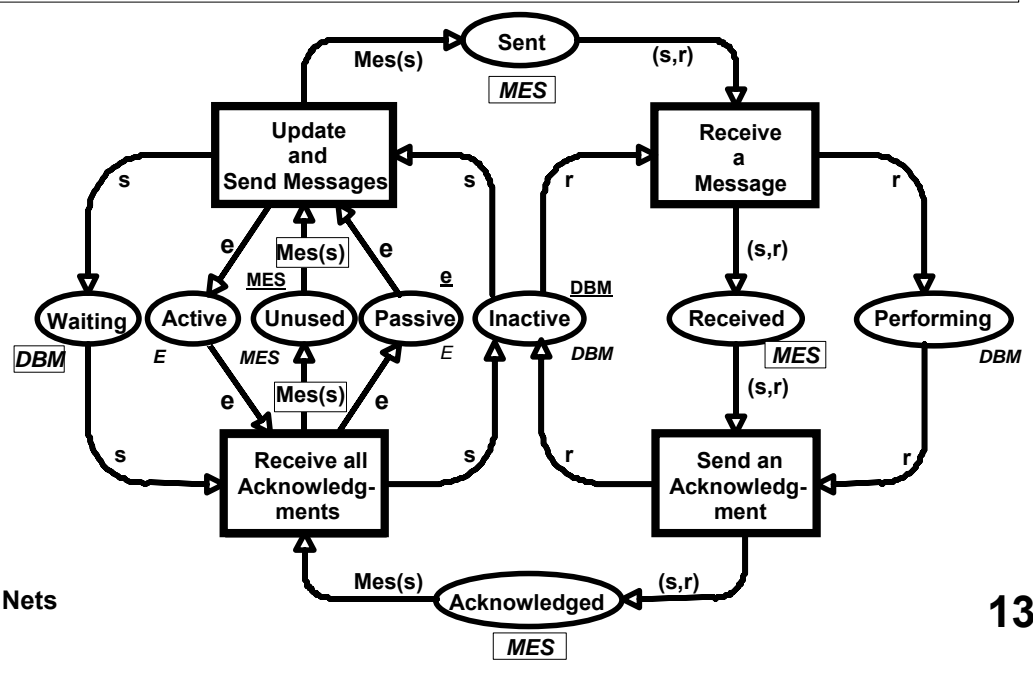 Sent
Mes(s)
(s,r)
MES
Update
and
Send Messages
Receive
a
Message
s
s
r
r
e
Mes(s)
e
(s,r)
MES
e
DBM
Waiting
Active
Unused
Passive
Inactive
Received
Performing
DBM
E
MES
E
DBM
MES
DBM
e
Mes(s)
e
(s,r)
s
s
r
r
Receive all
Acknowledg-
ments
Send an
Acknowledg-
ment
Mes(s)
(s,r)
Acknowledged
MES
Nets
13